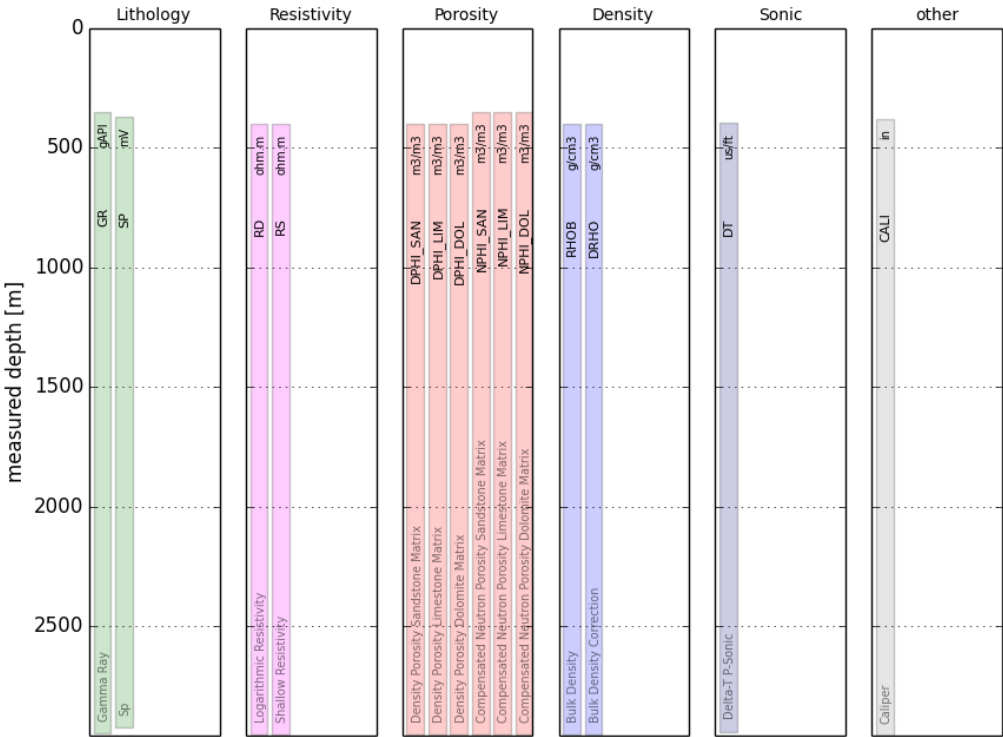 Lithology
Resistivity
Porosity
Density
Sonic
other
measured depth [m]
0
500
1000
1500
2000
2500
gAPI
GR
Gamma Ray
mV
SP
Sp
ohm.m
RD
Logarithmic Resistivity
ohm.m
RS
Shallow Resistivity
m3/m3
DPHI_SAN
Density Porosity Sandstone Matrix
m3/m3
DPHI_LIM
Density Porosity Limestone Matrix
m3/m3
DPHI_DOL
Density Porosity Dolomite Matrix
m3/m3
NPHI_SAN
Compensated Neutron Porosity Sandstone Matrix
m3/m3
NPHI_LIM
Compensated Neutron Porosity Limestone Matrix
m3/m3
NPHI_DOL
Compensated Neutron Porosity Dolomite Matrix
g/cm3
RHOB
Bulk Density
g/cm3
DRHO
Bulk Density Correction
us/ft
DT
Delta-T P-Sonic
in
CALI
Caliper